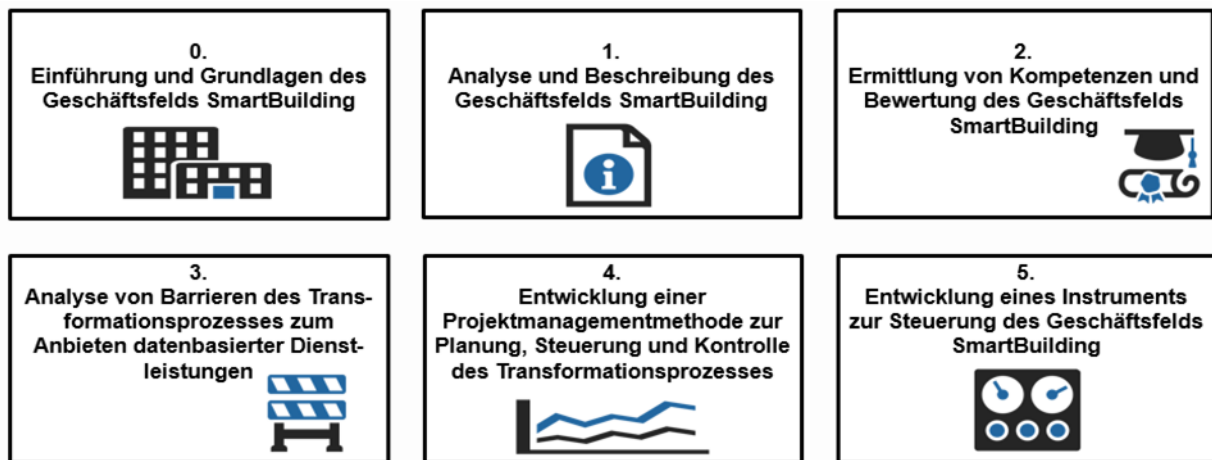 0.
Einführung und Grundlagen des
Geschäftsfelds SmartBuilding
1.
Analyse und Beschreibung des
Geschäftsfelds SmartBuilding
2.
Ermittlung von Kompetenzen und
Bewertung des Geschäftsfelds
SmartBuilding
3.
Analyse von Barrieren des Trans-
formationsprozesses zum
Anbieten datenbasierter Dienst-
leistungen
4.
Entwicklung einer
Projektmanagementmethode zur
Planung, Steuerung und Kontrolle
des Transformationsprozesses
5.
Entwicklung eines Instruments
zur Steuerung des Geschäftsfelds
SmartBuilding